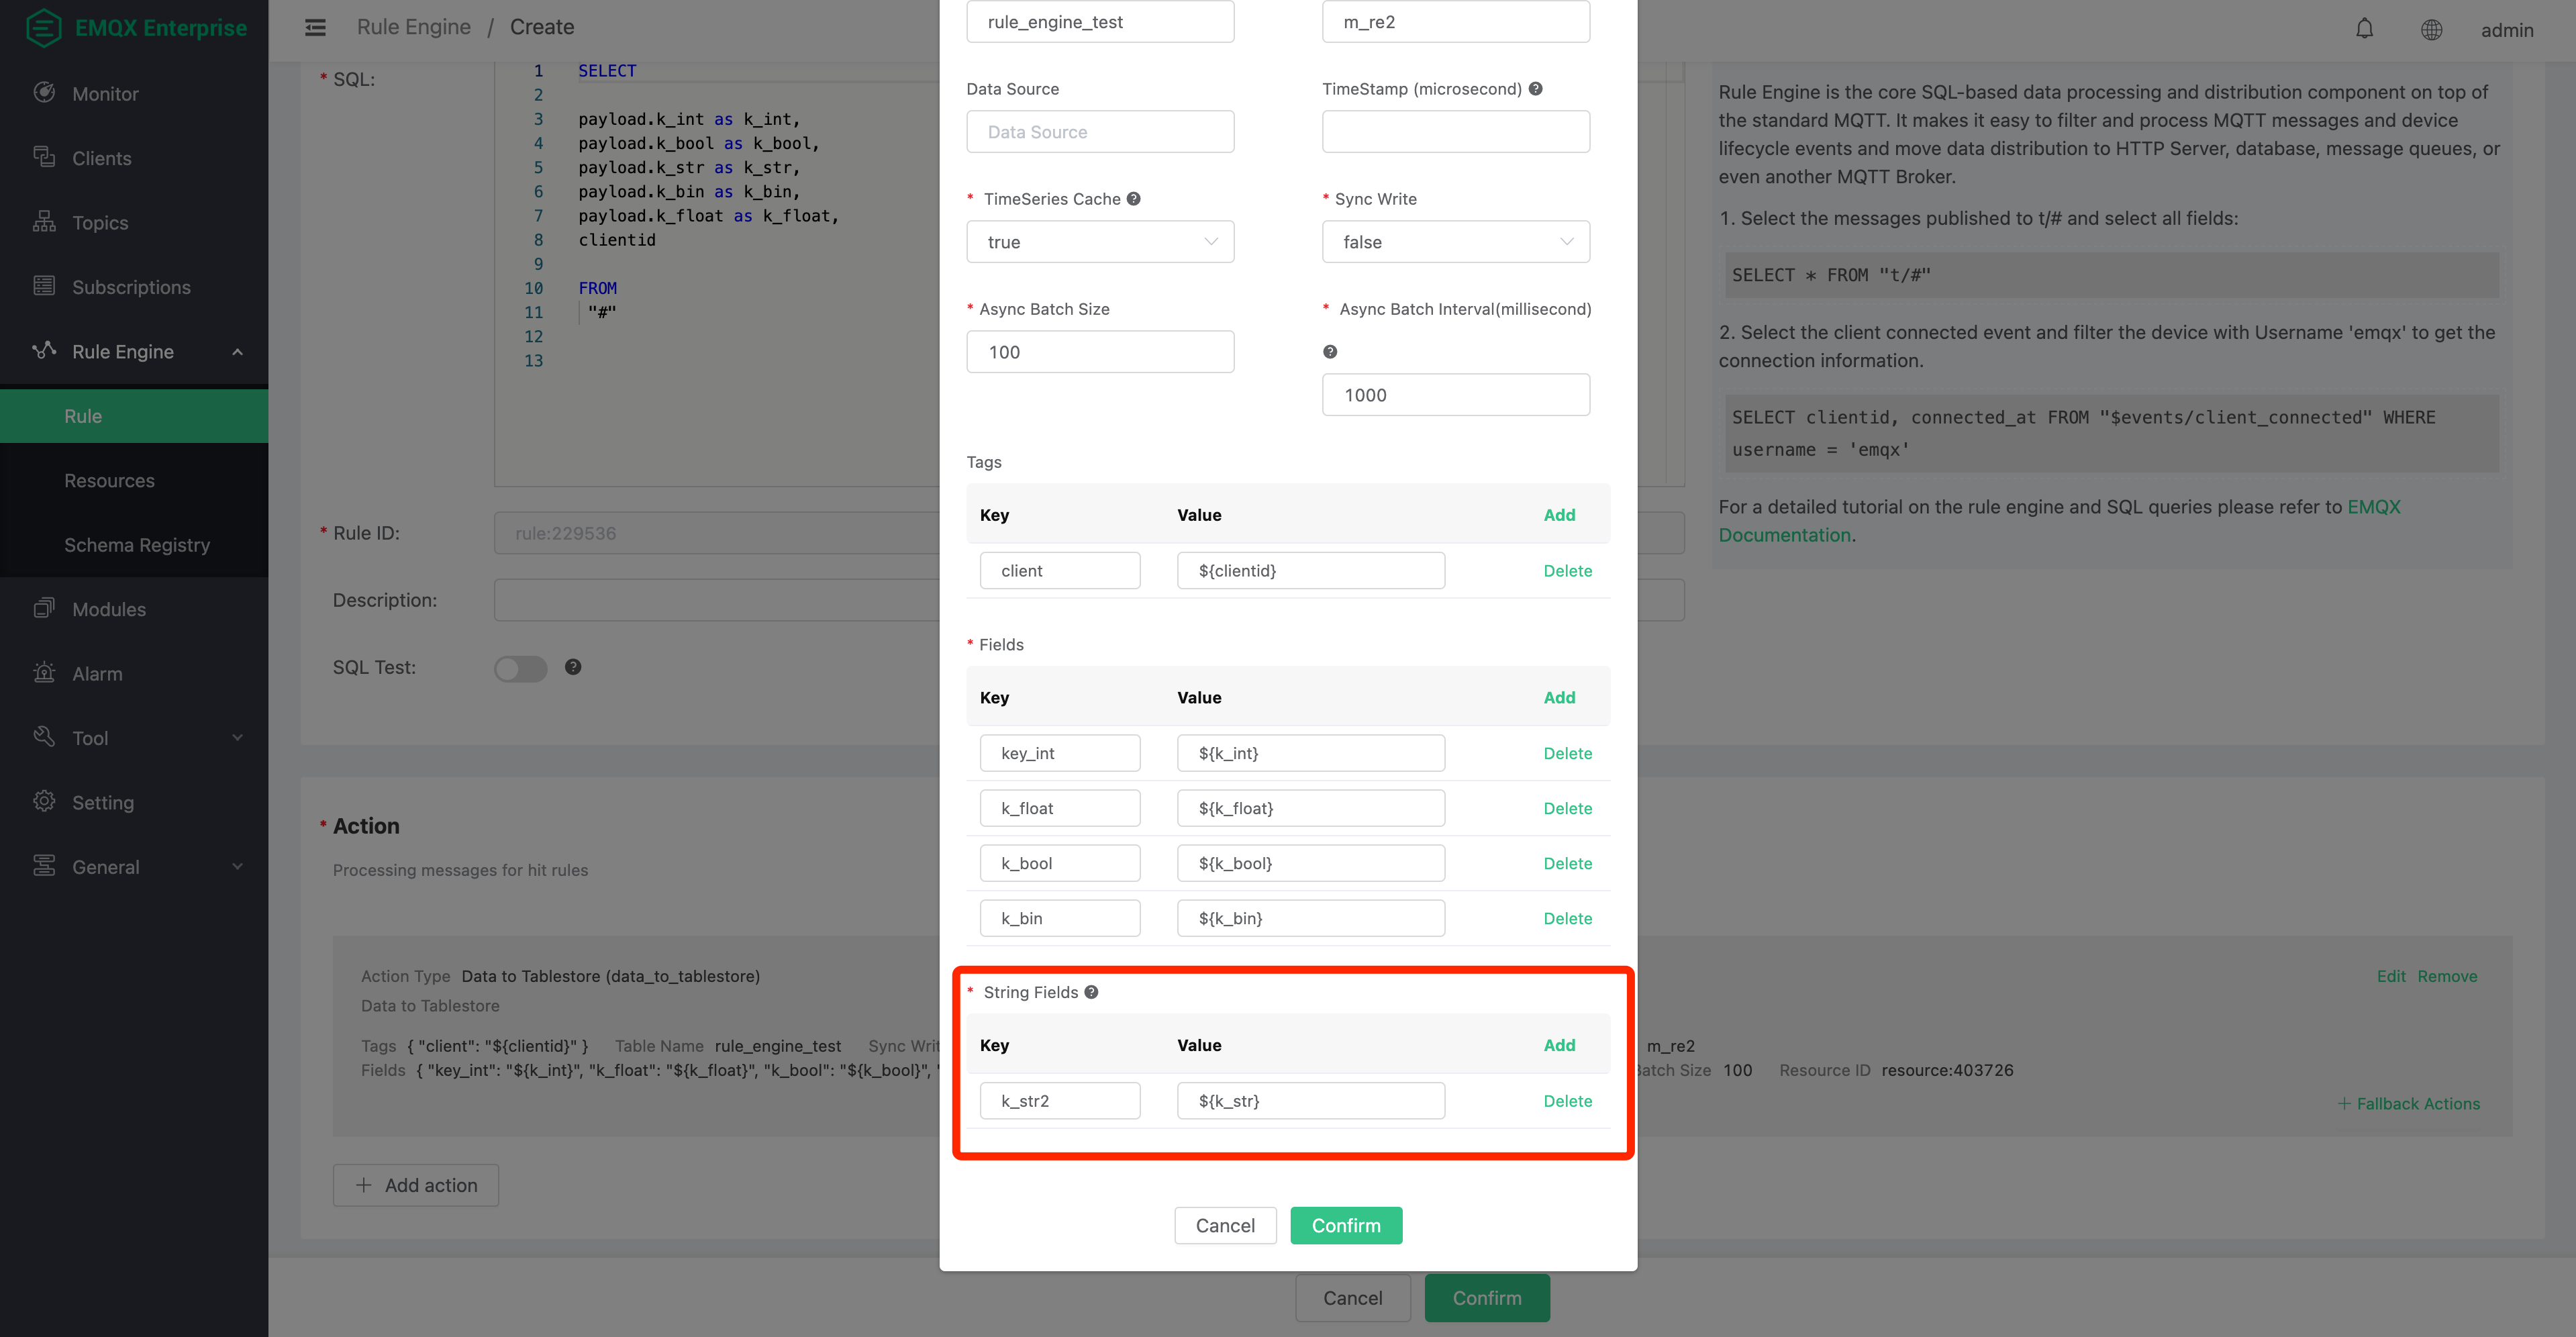 EMQX Enterprise
Monitor
Clients
Topics
Subscriptions
Rule Engine
Rule
Resources
Schema Registry
Modules
Alarm
Tool
Setting
General
Rule Engine / Create
admin
* SQL:
1 SELECT
2
3 payload.k_int as k_int,
4 payload.k_bool as k_bool,
5 payload.k_str as k_str,
6 payload.k_bin as k_bin,
7 payload.k_float as k_float,
8 clientid
9
10 FROM
11 "#"
12
13
* Rule ID:
rule:229536
Description:
SQL Test:
* Action
Processing messages for hit rules
Action Type Data to Tablestore (data_to_tablestore)
Edit Remove
Data to Tablestore
Tags { "client": "${clientid}" } Table Name rule_engine_test Sync Writ
m_re2
Fields { "key_int": "${k_int}", "k_float": "${k_float}", "k_bool": "${k_bool}", "
Batch Size 100 Resource ID resource:403726
+ Fallback Actions
+ Add action
Cancel Confirm
rule_engine_test
m_re2
Data Source
TimeStamp (microsecond)
Data Source
* TimeSeries Cache
* Sync Write
true
false
* Async Batch Size
* Async Batch Interval(millisecond)
100
1000
Tags
Key Value Add
client ${clientid} Delete
* Fields
Key Value Add
key_int ${k_int} Delete
k_float ${k_float} Delete
k_bool ${k_bool} Delete
k_bin ${k_bin} Delete
* String Fields
Key Value Add
k_str2 ${k_str} Delete
Cancel Confirm
Rule Engine is the core SQL-based data processing and distribution component on top of
the standard MQTT. It makes it easy to filter and process MQTT messages and device
lifecycle events and move data distribution to HTTP Server, database, message queues, or
even another MQTT Broker.
1. Select the messages published to t/# and select all fields:
SELECT * FROM "t/#"
2. Select the client connected event and filter the device with Username 'emqx' to get the
connection information.
SELECT clientid, connected_at FROM "$events/client_connected" WHERE
username = 'emqx'
For a detailed tutorial on the rule engine and SQL queries please refer to EMQX
Documentation.